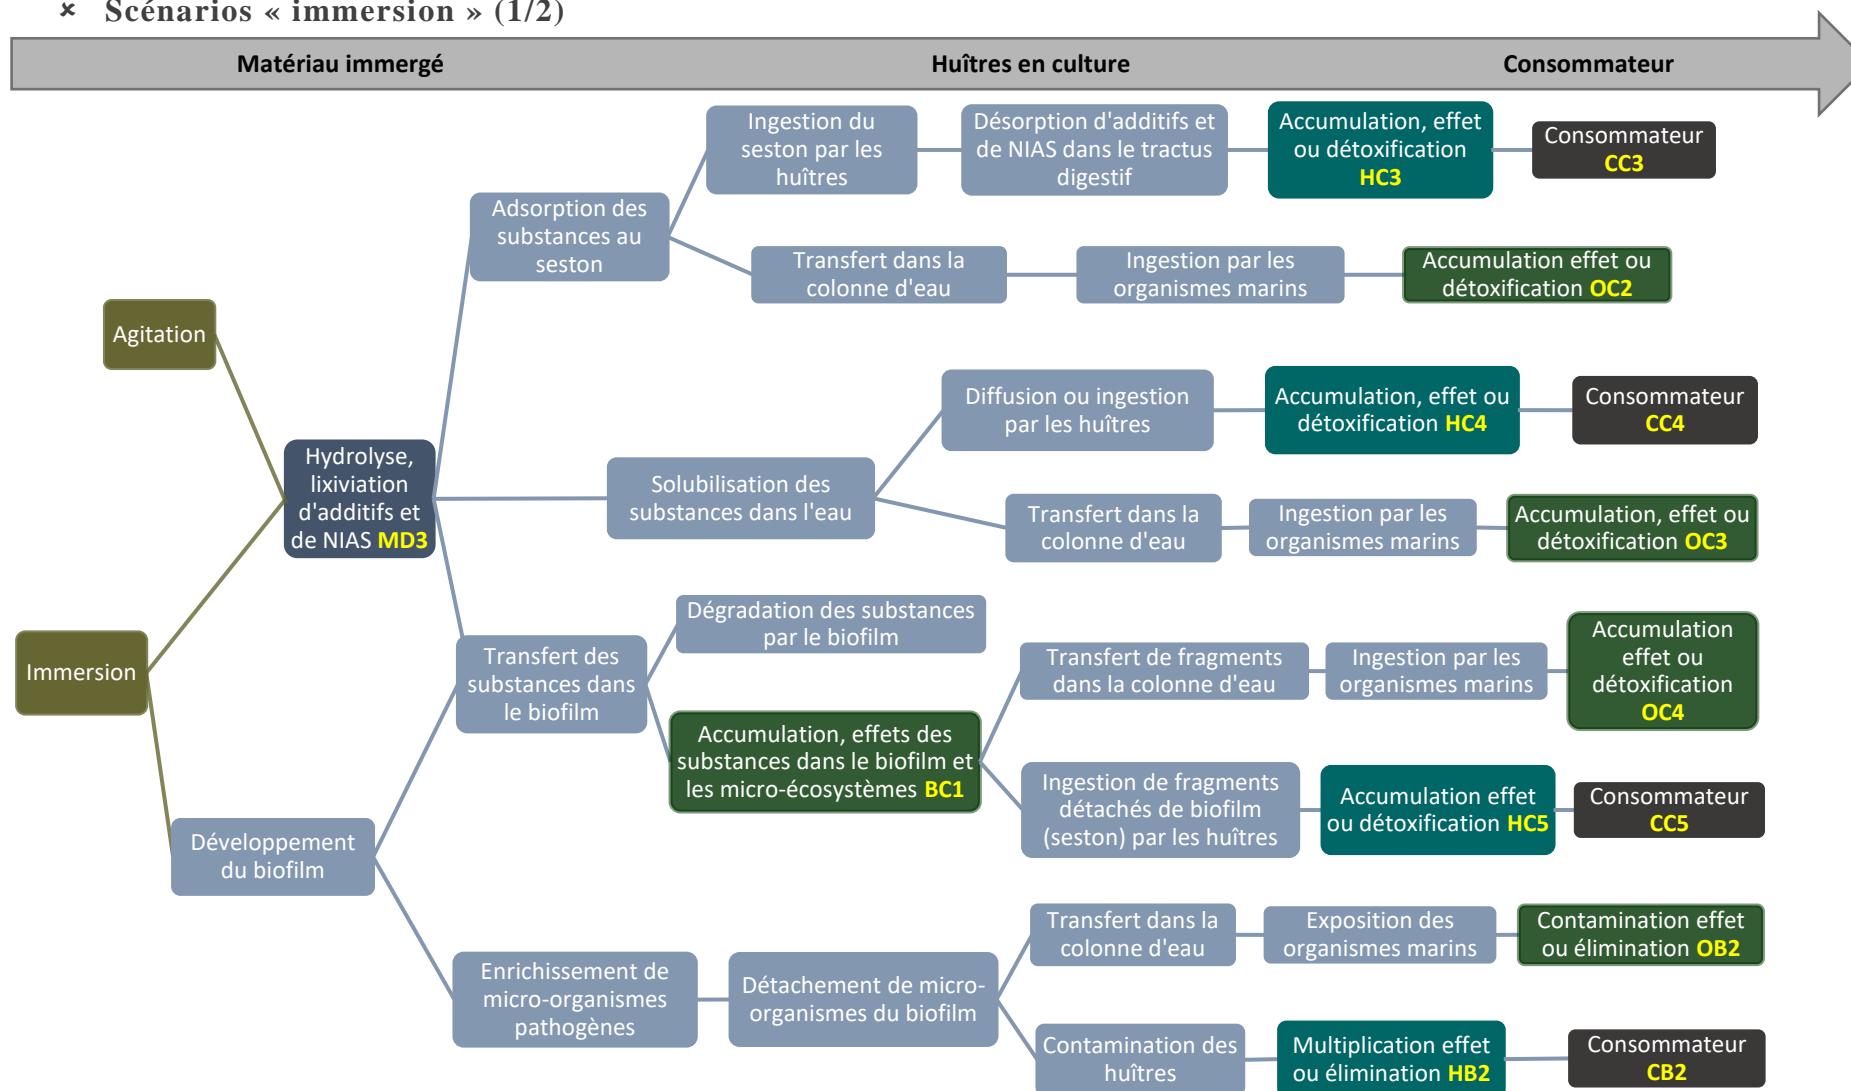 × Scénarios « immersion » (1/2)
Matériau immergé
Huîtres en culture
Consommateur
Ingestion du
seston par les
huîtres
Désorption d'additifs et
de NIAS dans le tractus
digestif
Accumulation, effet
ou détoxification
HC3
Consommateur
CC3
Adsorption des
substances au
seston
Transfert dans la
colonne d'eau
Ingestion par les
organismes marins
Accumulation effet ou
détoxification OC2
Agitation
Diffusion ou ingestion
par les huîtres
Accumulation, effet ou
détoxification HC4
Consommateur
CC4
Hydrolyse,
lixiviation
d'additifs et
de NIAS MD3
Solubilisation des
substances dans l'eau
Transfert dans la
colonne d'eau
Ingestion par les
organismes marins
Accumulation, effet ou
détoxification OC3
Immersion
Transfert des
substances dans
le biofilm
Dégradation des substances
par le biofilm
Accumulation, effets des
substances dans le biofilm et
les micro-écosystèmes BC1
Transfert de fragments
dans la colonne d'eau
Ingestion par les
organismes marins
Accumulation
effet ou
détoxification
OC4
Ingestion de fragments
détachés de biofilm
(seston) par les huîtres
Accumulation effet
ou détoxification HC5
Consommateur
CC5
Développement
du biofilm
Enrichissement de
micro-organismes
pathogènes
Détachement de micro-
organismes du biofilm
Transfert dans la
colonne d'eau
Exposition des
organismes marins
Contamination effet
ou élimination OB2
Contamination des
huîtres
Multiplication effet
ou élimination HB2
Consommateur
CB2